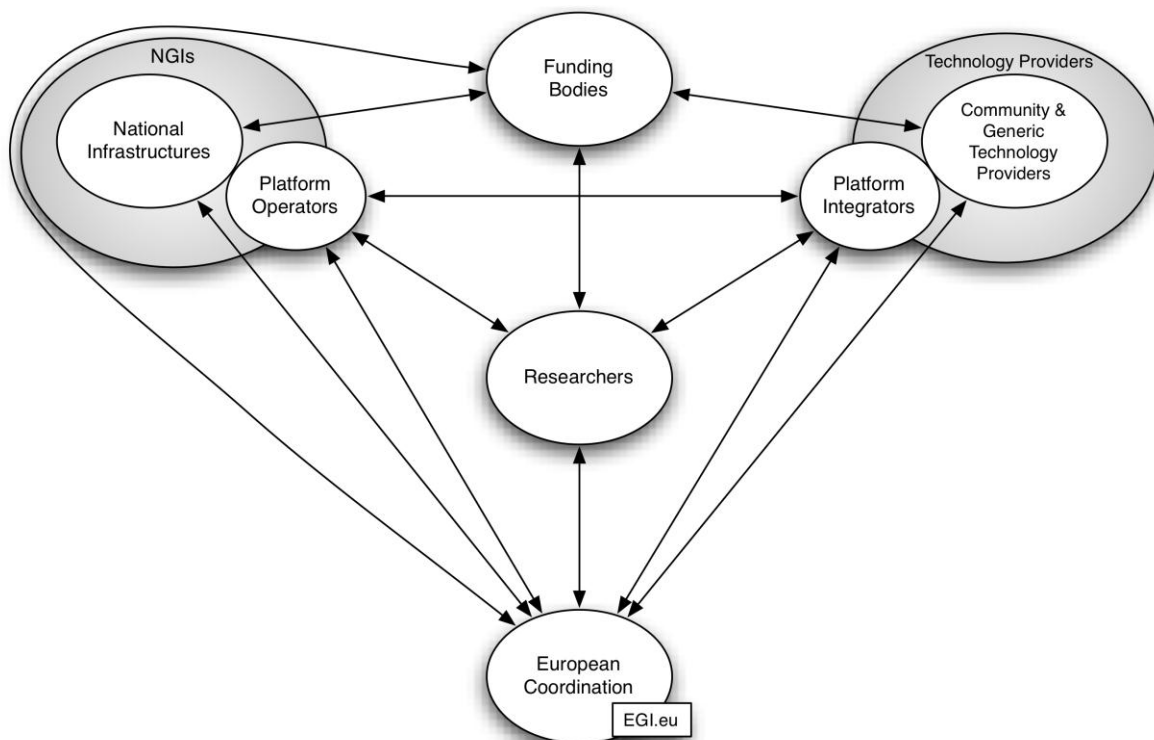 NGIs
Funding
Bodies
Technology Providers
National
Infrastructures
Community &
Generic
Technology
Providers
Platform
Operators
Platform
Integrators
Researchers
European
Coordination
EGI.eu